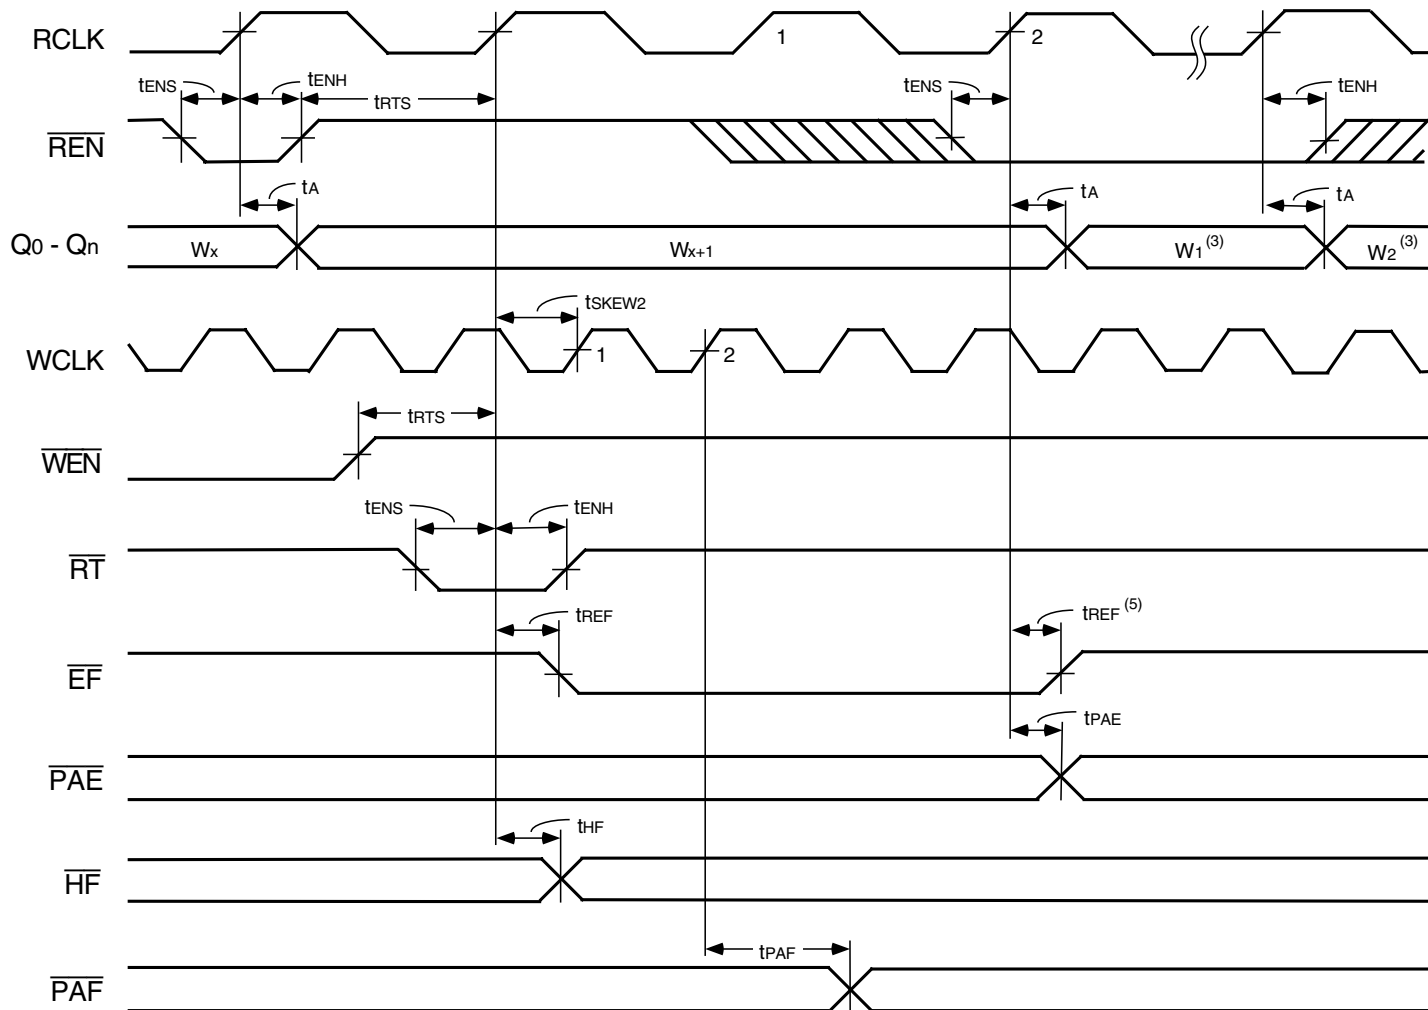 RCLK
1
2
tENS
tENH
tRTS
tENS
tENH
REN
tA
tA
tA
Q0 - Qn
Wx
Wx+1
W1 (3)
W2 (3)
tSKEW2
WCLK
1
2
tRTS
WEN
tENS
tENH
RT
tREF
tREF (5)
EF
tPAE
PAE
tHF
HF
tPAF
PAF